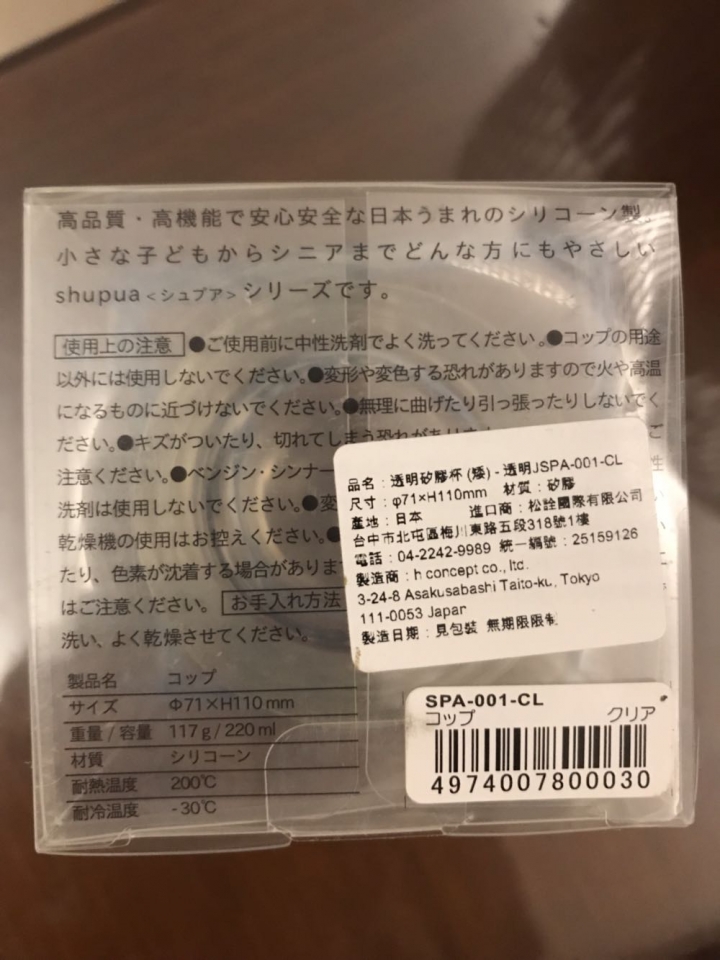 高品質・高機能で安心安全な日本うまれのシリコーン製。
小さな子どもからシニアまでどんな方にもやさしい
shupua<シュプア>シリーズです。
使用上の注意 ●ご使用前に中性洗剤でよく洗ってください。●コップの用途
以外には使用しないでください。●変形や変色する恐れがありますので火や高温
になるものに近づけないでください。●無理に曲げたり引っ張ったりしないでく
ださい。●キズがついたり、切れてしまう恐れがあります
注意ください。●ベンジン・シンナー
洗剤は使用しないでください。●変
乾燥機の使用はお控えください。●
たり、色素が沈着する場合がありま
はご注意ください。 お手入れ方法
洗い、よく乾燥させてください。
製品名 コップ
サイズ Φ71×H110mm
重量/容量 117g/220ml
材質 シリコーン
耐熱温度 200℃
耐冷温度 -30℃
品名：透明矽膠杯(矮)-透明JSPA-001-CL
尺寸：φ71×H110mm 材質：矽膠
產地：日本 進口商：松詮國際有限公司
台中市北屯區梅川東路五段318號1樓
電話：04-2242-9989 統一編號：25159126
製造商：h concept co., ltd.
3-24-8 Asakusabashi Taito-ku, Tokyo
111-0053 Japan
製造日期：見包裝 無期限限制
SPA-001-CL
コップ クリア
4974007800030